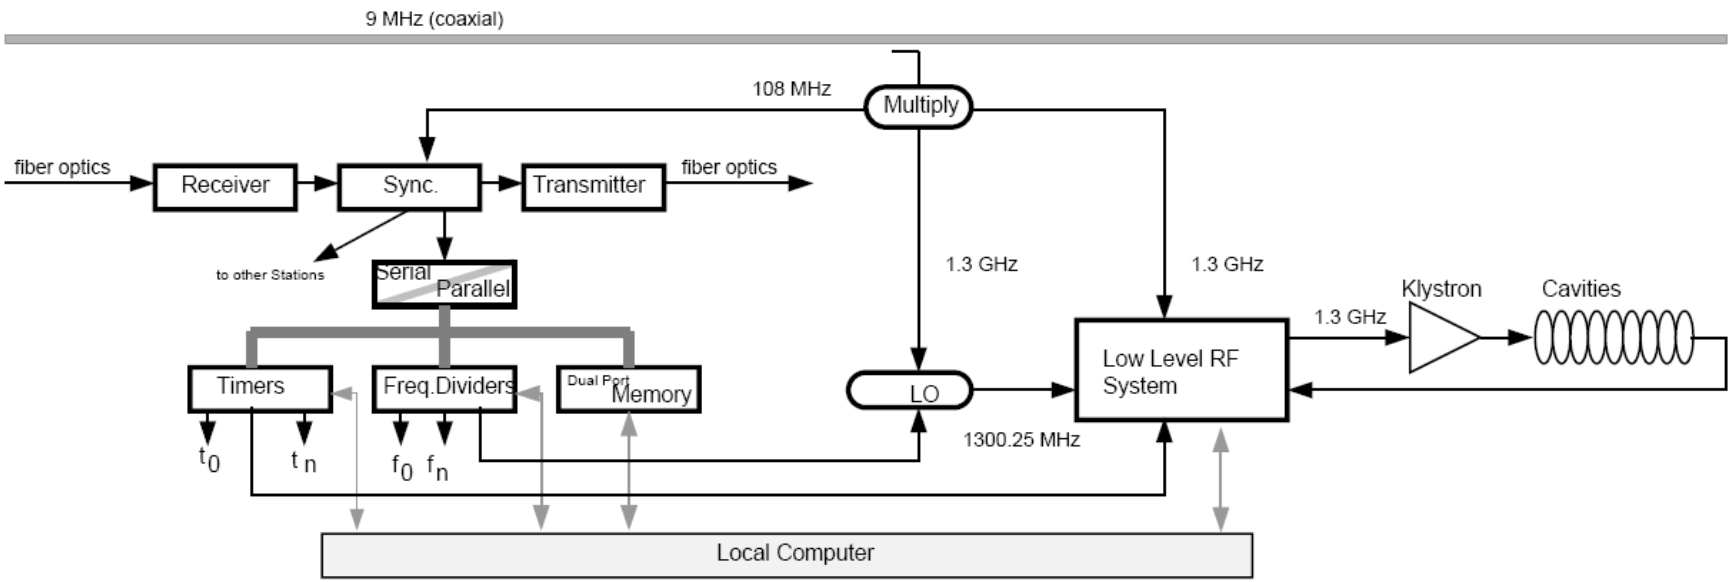 9 MHz (coaxial)
108 MHz
Multiply
fiber optics
Receiver
Sync.
Transmitter
fiber optics
to other Stations
Serial
Parallel
1.3 GHz
1.3 GHz
Klystron
Cavities
1.3 GHz
Timers
Freq.Dividers
Dual Port
Memory
LO
Low Level RF
System
1300.25 MHz
t0
tn
f0
fn
Local Computer